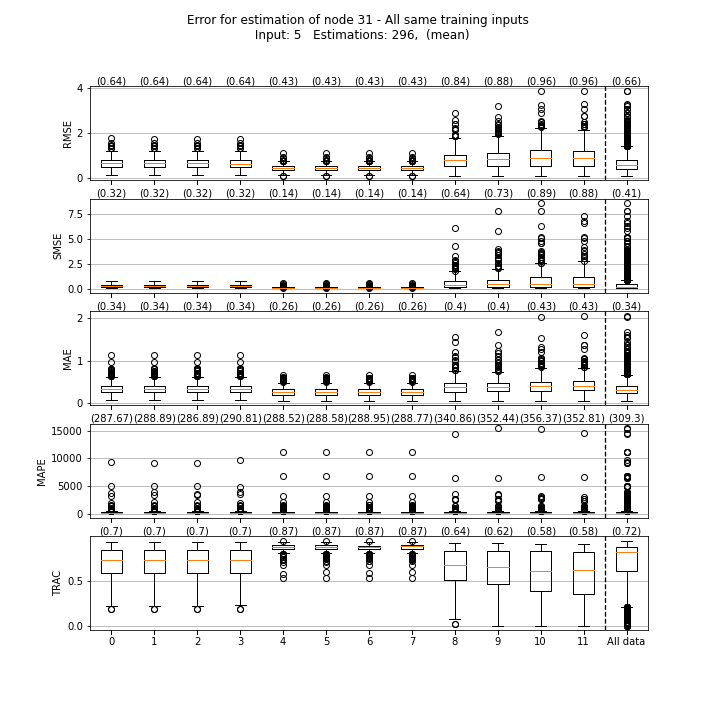 Error for estimation of node 31 - All same training inputs
Input: 5   Estimations: 296,  (mean)
(0.64) (0.64) (0.64) (0.64) (0.43) (0.43) (0.43) (0.43) (0.84) (0.88) (0.96) (0.96) (0.66)
4
2
0
RMSE
(0.32) (0.32) (0.32) (0.32) (0.14) (0.14) (0.14) (0.14) (0.64) (0.73) (0.89) (0.88) (0.41)
7.5
5.0
2.5
0.0
SMSE
(0.34) (0.34) (0.34) (0.34) (0.26) (0.26) (0.26) (0.26) (0.4) (0.4) (0.43) (0.43) (0.34)
2
1
0
MAE
(287.67) (288.89) (286.89) (290.81) (288.52) (288.58) (288.95) (288.77) (340.86) (352.44) (356.37) (352.81) (309.3)
15000
10000
5000
0
MAPE
(0.7) (0.7) (0.7) (0.7) (0.87) (0.87) (0.87) (0.87) (0.64) (0.62) (0.58) (0.58) (0.72)
0.5
0.0
TRAC
0 1 2 3 4 5 6 7 8 9 10 11 All data